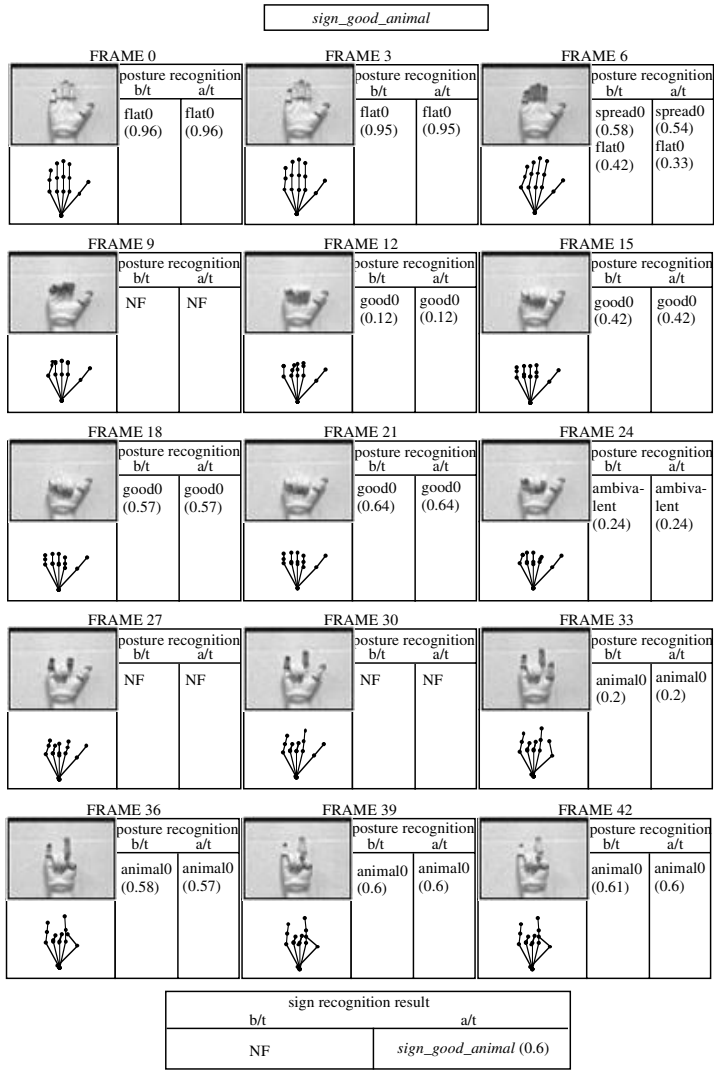 sign_good_animal
FRAME 0
posture recognition
b/t a/t
flat0 flat0
(0.96) (0.96)
FRAME 3
posture recognition
b/t a/t
flat0 flat0
(0.95) (0.95)
FRAME 6
posture recognition
b/t a/t
spread0 spread0
(0.58) (0.54)
flat0 flat0
(0.42) (0.33)
FRAME 9
posture recognition
b/t a/t
NF NF
FRAME 12
posture recognition
b/t a/t
good0 good0
(0.12) (0.12)
FRAME 15
posture recognition
b/t a/t
good0 good0
(0.42) (0.42)
FRAME 18
posture recognition
b/t a/t
good0 good0
(0.57) (0.57)
FRAME 21
posture recognition
b/t a/t
good0 good0
(0.64) (0.64)
FRAME 24
posture recognition
b/t a/t
ambiva- ambiva-
lent lent
(0.24) (0.24)
FRAME 27
posture recognition
b/t a/t
NF NF
FRAME 30
posture recognition
b/t a/t
NF NF
FRAME 33
posture recognition
b/t a/t
animal0 animal0
(0.2) (0.2)
FRAME 36
posture recognition
b/t a/t
animal0 animal0
(0.58) (0.57)
FRAME 39
posture recognition
b/t a/t
animal0 animal0
(0.6) (0.6)
FRAME 42
posture recognition
b/t a/t
animal0 animal0
(0.61) (0.6)
sign recognition result
b/t a/t
NF sign_good_animal (0.6)